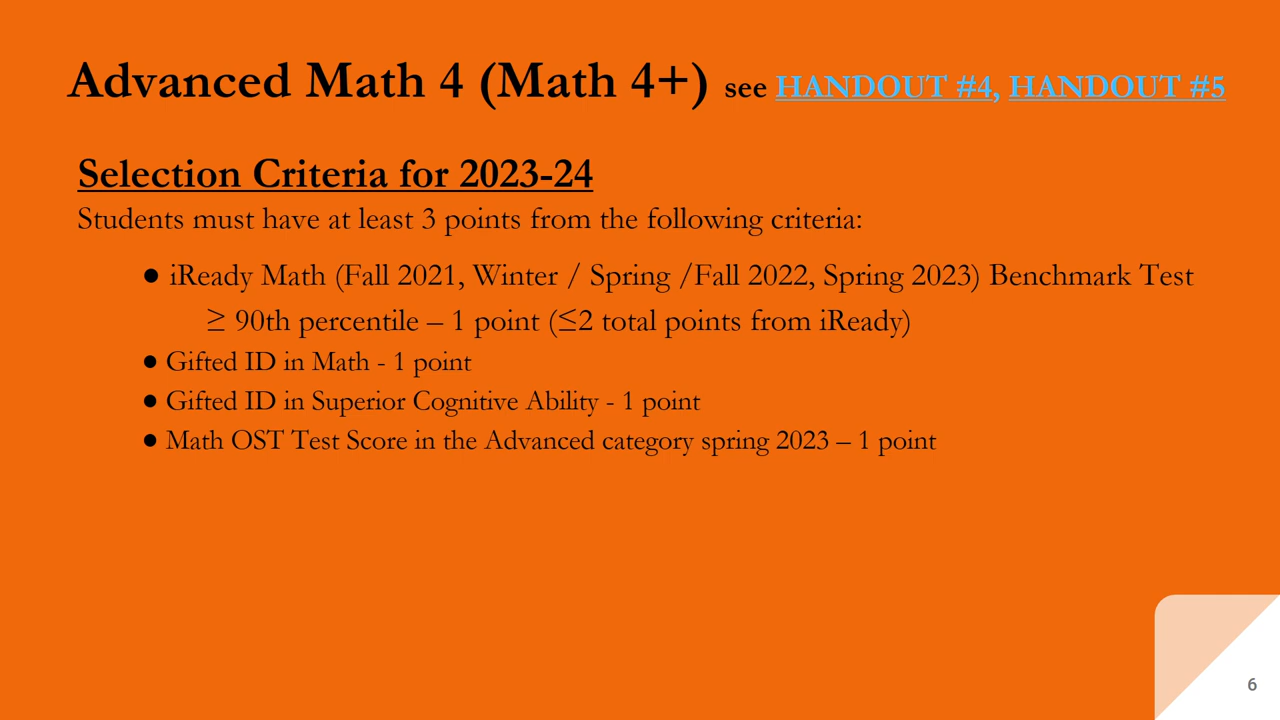 Advanced Math 4 (Math 4+) see HANDOUT #4, HANDOUT #5
Selection Criteria for 2023-24
Students must have at least 3 points from the following criteria:
● iReady Math (Fall 2021, Winter / Spring /Fall 2022, Spring 2023) Benchmark Test
≥ 90th percentile – 1 point (≤2 total points from iReady)
● Gifted ID in Math - 1 point
● Gifted ID in Superior Cognitive Ability - 1 point
● Math OST Test Score in the Advanced category spring 2023 – 1 point
6